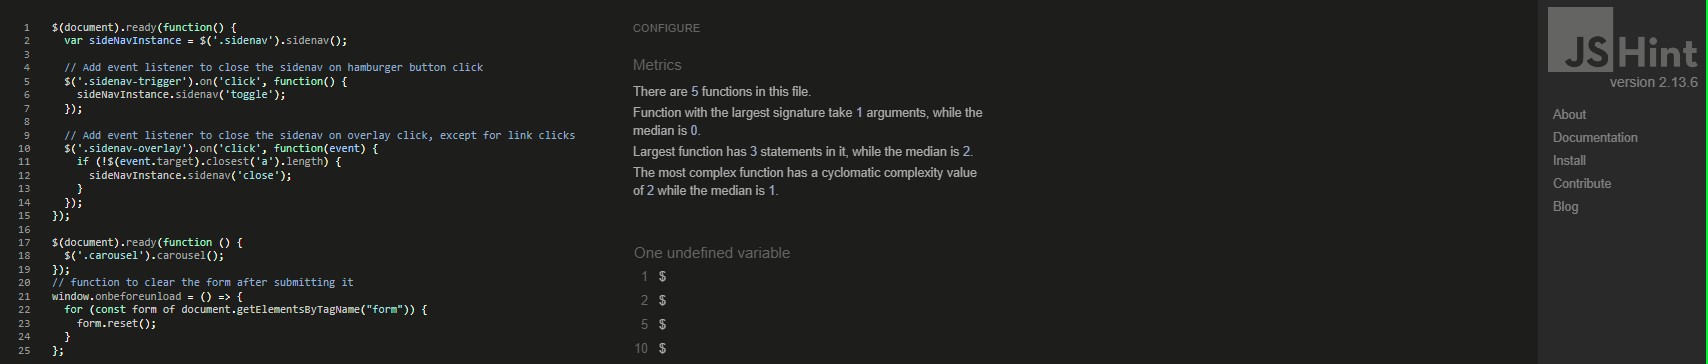 1 $(document).ready(function() {
2 var sideNavInstance = $('.sidenav').sidenav();
3
4 // Add event listener to close the sidenav on hamburger button click
5 $('.sidenav-trigger').on('click', function() {
6 sideNavInstance.sidenav('toggle');
7 });
8
9 // Add event listener to close the sidenav on overlay click, except for link clicks
10 $('.sidenav-overlay').on('click', function(event) {
11 if (!$(event.target).closest('a').length) {
12 sideNavInstance.sidenav('close');
13 }
14 });
15 });
16
17 $(document).ready(function () {
18 $('.carousel').carousel();
19 });
20 // function to clear the form after submitting it
21 window.onbeforeunload = () => {
22 for (const form of document.getElementsByTagName("form")) {
23 form.reset();
24 }
25 };
CONFIGURE
Metrics
There are 5 functions in this file.
Function with the largest signature take 1 arguments, while the
median is 0.
Largest function has 3 statements in it, while the median is 2.
The most complex function has a cyclomatic complexity value
of 2 while the median is 1.
One undefined variable
1 $
2 $
5 $
10 $
JSHint
version 2.13.6
About
Documentation
Install
Contribute
Blog